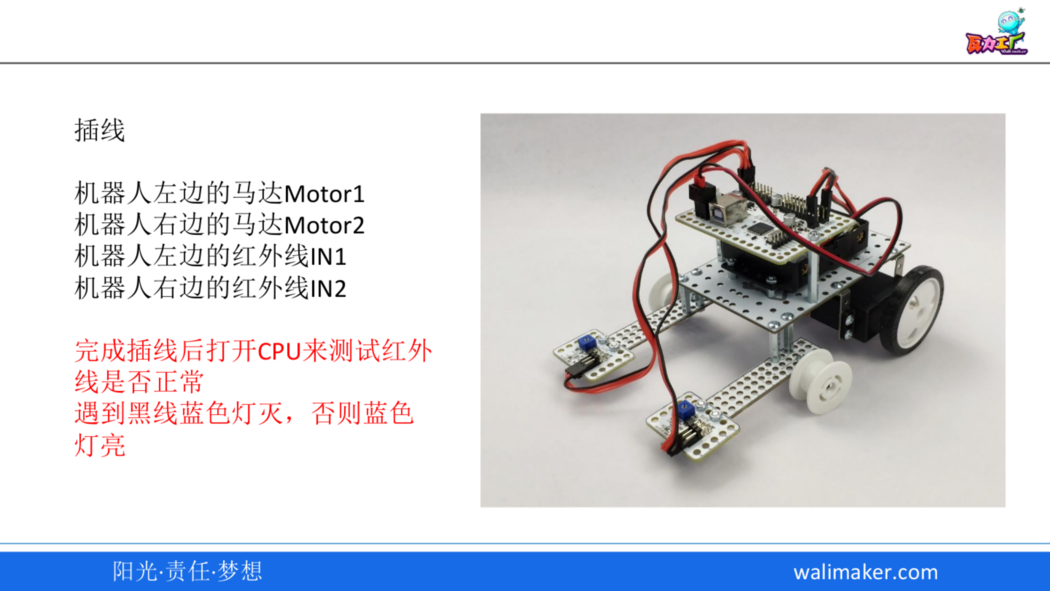 瓦力工厂
插线
机器人左边的马达Motor1
机器人右边的马达Motor2
机器人左边的红外线IN1
机器人右边的红外线IN2
完成插线后打开CPU来测试红外
线是否正常
遇到黑线蓝色灯灭，否则蓝色
灯亮
阳光·责任·梦想
walimaker.com